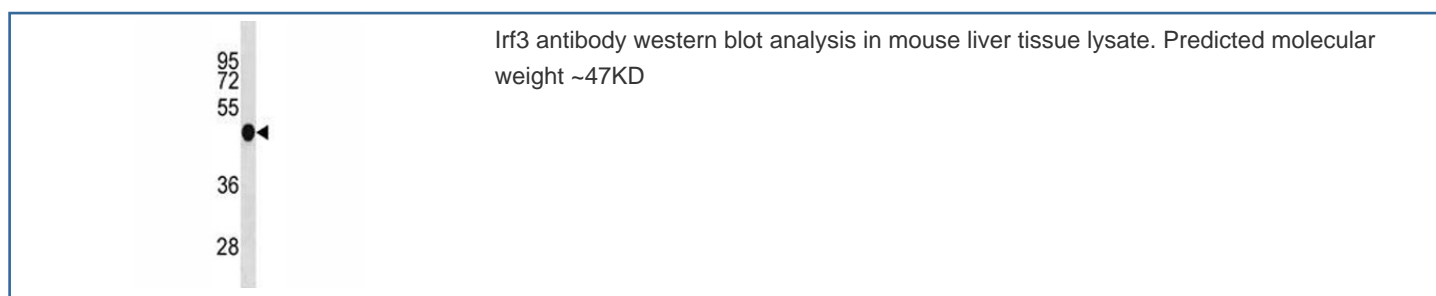 95
72
55
36
28
Irf3 antibody western blot analysis in mouse liver tissue lysate. Predicted molecular
weight ~47KD